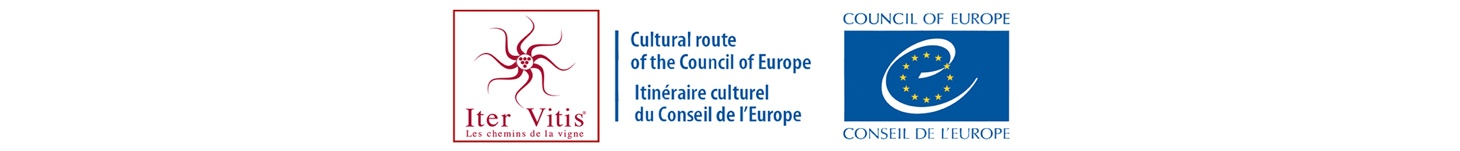 Iter Vitis®
Les chemins de la vigne
Cultural route
of the Council of Europe
Itinéraire culturel
du Conseil de l'Europe
COUNCIL OF EUROPE
CONSEIL DE L'EUROPE